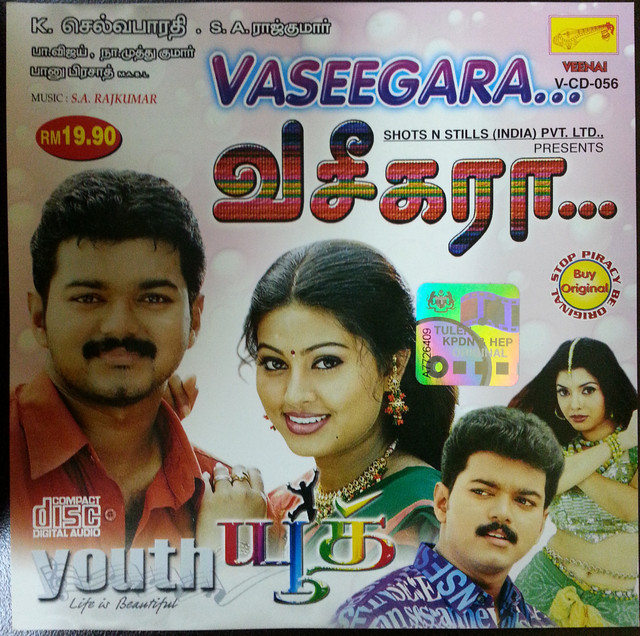 K. செல்வபாரதி . S. A. ராஜ்குமார்
பா.விஜய் , நா.முத்து குமார்
பானு பிரசாத் M.A.B.L.
MUSIC : S.A. RAJKUMAR
RM19.90
VASEEGARA...
VEENAI
V-CD-056
SHOTS N STILLS (INDIA) PVT. LTD.,
PRESENTS
வசீகரா...
STOP PIRACY BE ORIGINAL
Buy
Original
A7726409
KPDN HEP
COMPACT
disc
DIGITAL AUDIO
youth
யூத்
Life is Beautiful